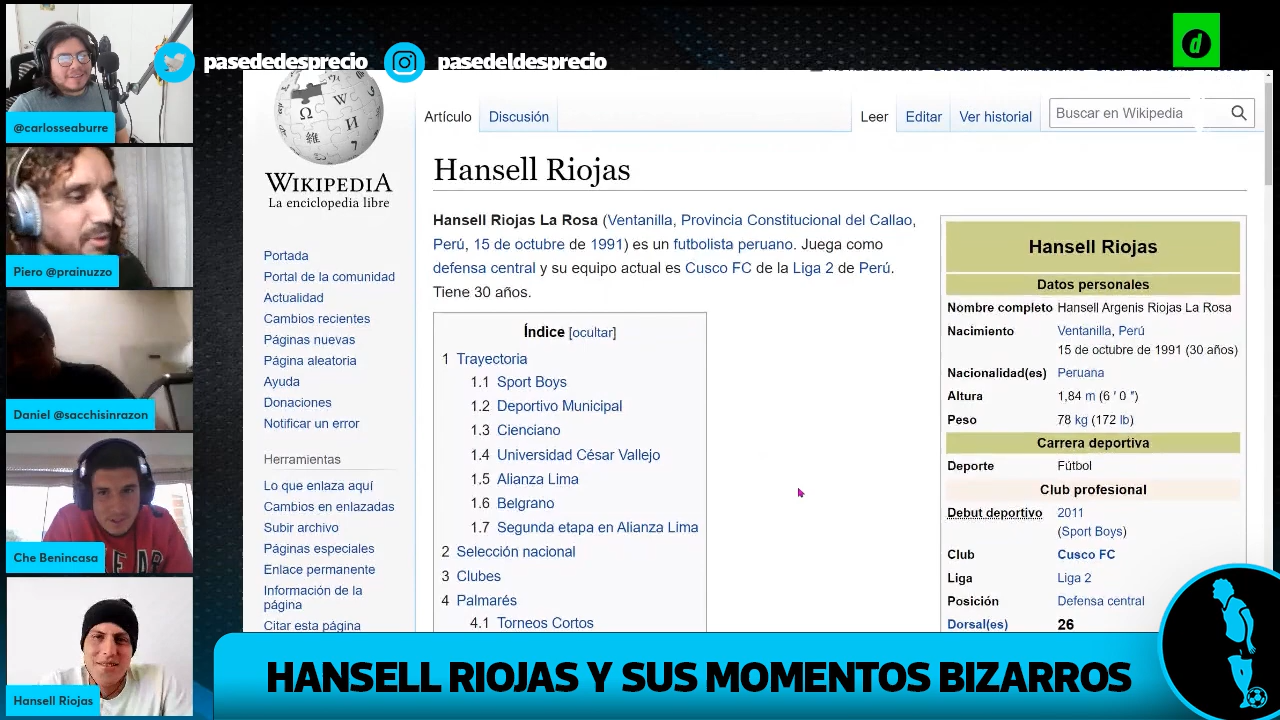 pasededesprecio
pasedeldesprecio
d
@carlosseaburre
Piero @prainuzzo
Daniel @sacchisinrazon
Che Benincasa
Hansell Riojas
WIKIPEDIA
La enciclopedia libre
Portada
Portal de la comunidad
Actualidad
Cambios recientes
Páginas nuevas
Página aleatoria
Ayuda
Donaciones
Notificar un error
Herramientas
Lo que enlaza aquí
Cambios en enlazadas
Subir archivo
Páginas especiales
Enlace permanente
Información de la
página
Citar esta página
Artículo
Discusión
Leer
Editar
Ver historial
Buscar en Wikipedia
Hansell Riojas
Hansell Riojas La Rosa (Ventanilla, Provincia Constitucional del Callao,
Perú, 15 de octubre de 1991) es un futbolista peruano. Juega como
defensa central y su equipo actual es Cusco FC de la Liga 2 de Perú.
Tiene 30 años.
Índice [ocultar]
1 Trayectoria
1.1 Sport Boys
1.2 Deportivo Municipal
1.3 Cienciano
1.4 Universidad César Vallejo
1.5 Alianza Lima
1.6 Belgrano
1.7 Segunda etapa en Alianza Lima
2 Selección nacional
3 Clubes
4 Palmarés
4.1 Torneos Cortos
Hansell Riojas
Datos personales
Nombre completo Hansell Argenis Riojas La Rosa
Nacimiento Ventanilla, Perú
15 de octubre de 1991 (30 años)
Nacionalidad(es) Peruana
Altura 1,84 m (6 ′ 0 ″)
Peso 78 kg (172 lb)
Carrera deportiva
Deporte Fútbol
Club profesional
Debut deportivo 2011
(Sport Boys)
Club Cusco FC
Liga Liga 2
Posición Defensa central
Dorsal(es) 26
HANSELL RIOJAS Y SUS MOMENTOS BIZARROS